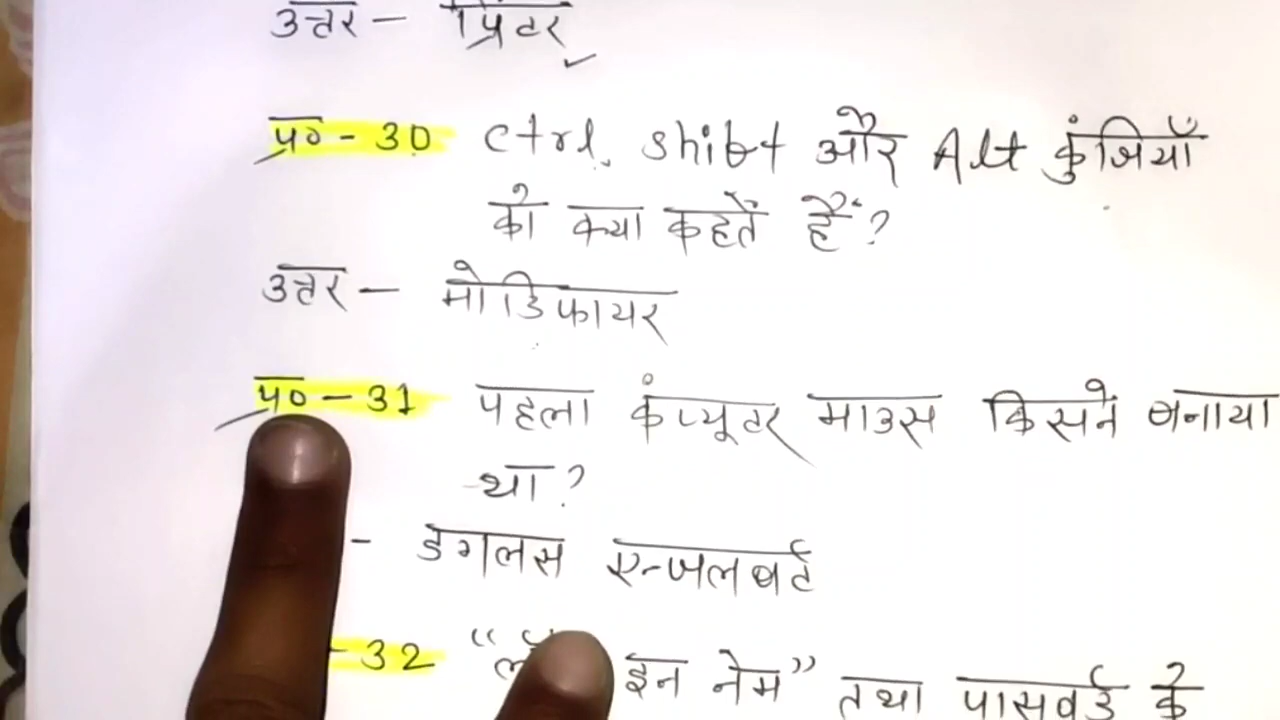 उत्तर – प्रिंटर
प्र० - 30 Ctrl, Shift और Alt कुंजियाँ
को क्या कहतें हैं ?
उत्तर – मोडिफायर
प्र० – 31 पहला कंप्यूटर माउस किसने बनाया
था ?
- डगलस एन्जलबर्ट
- 32 इन नेम” तथा पासवर्ड के